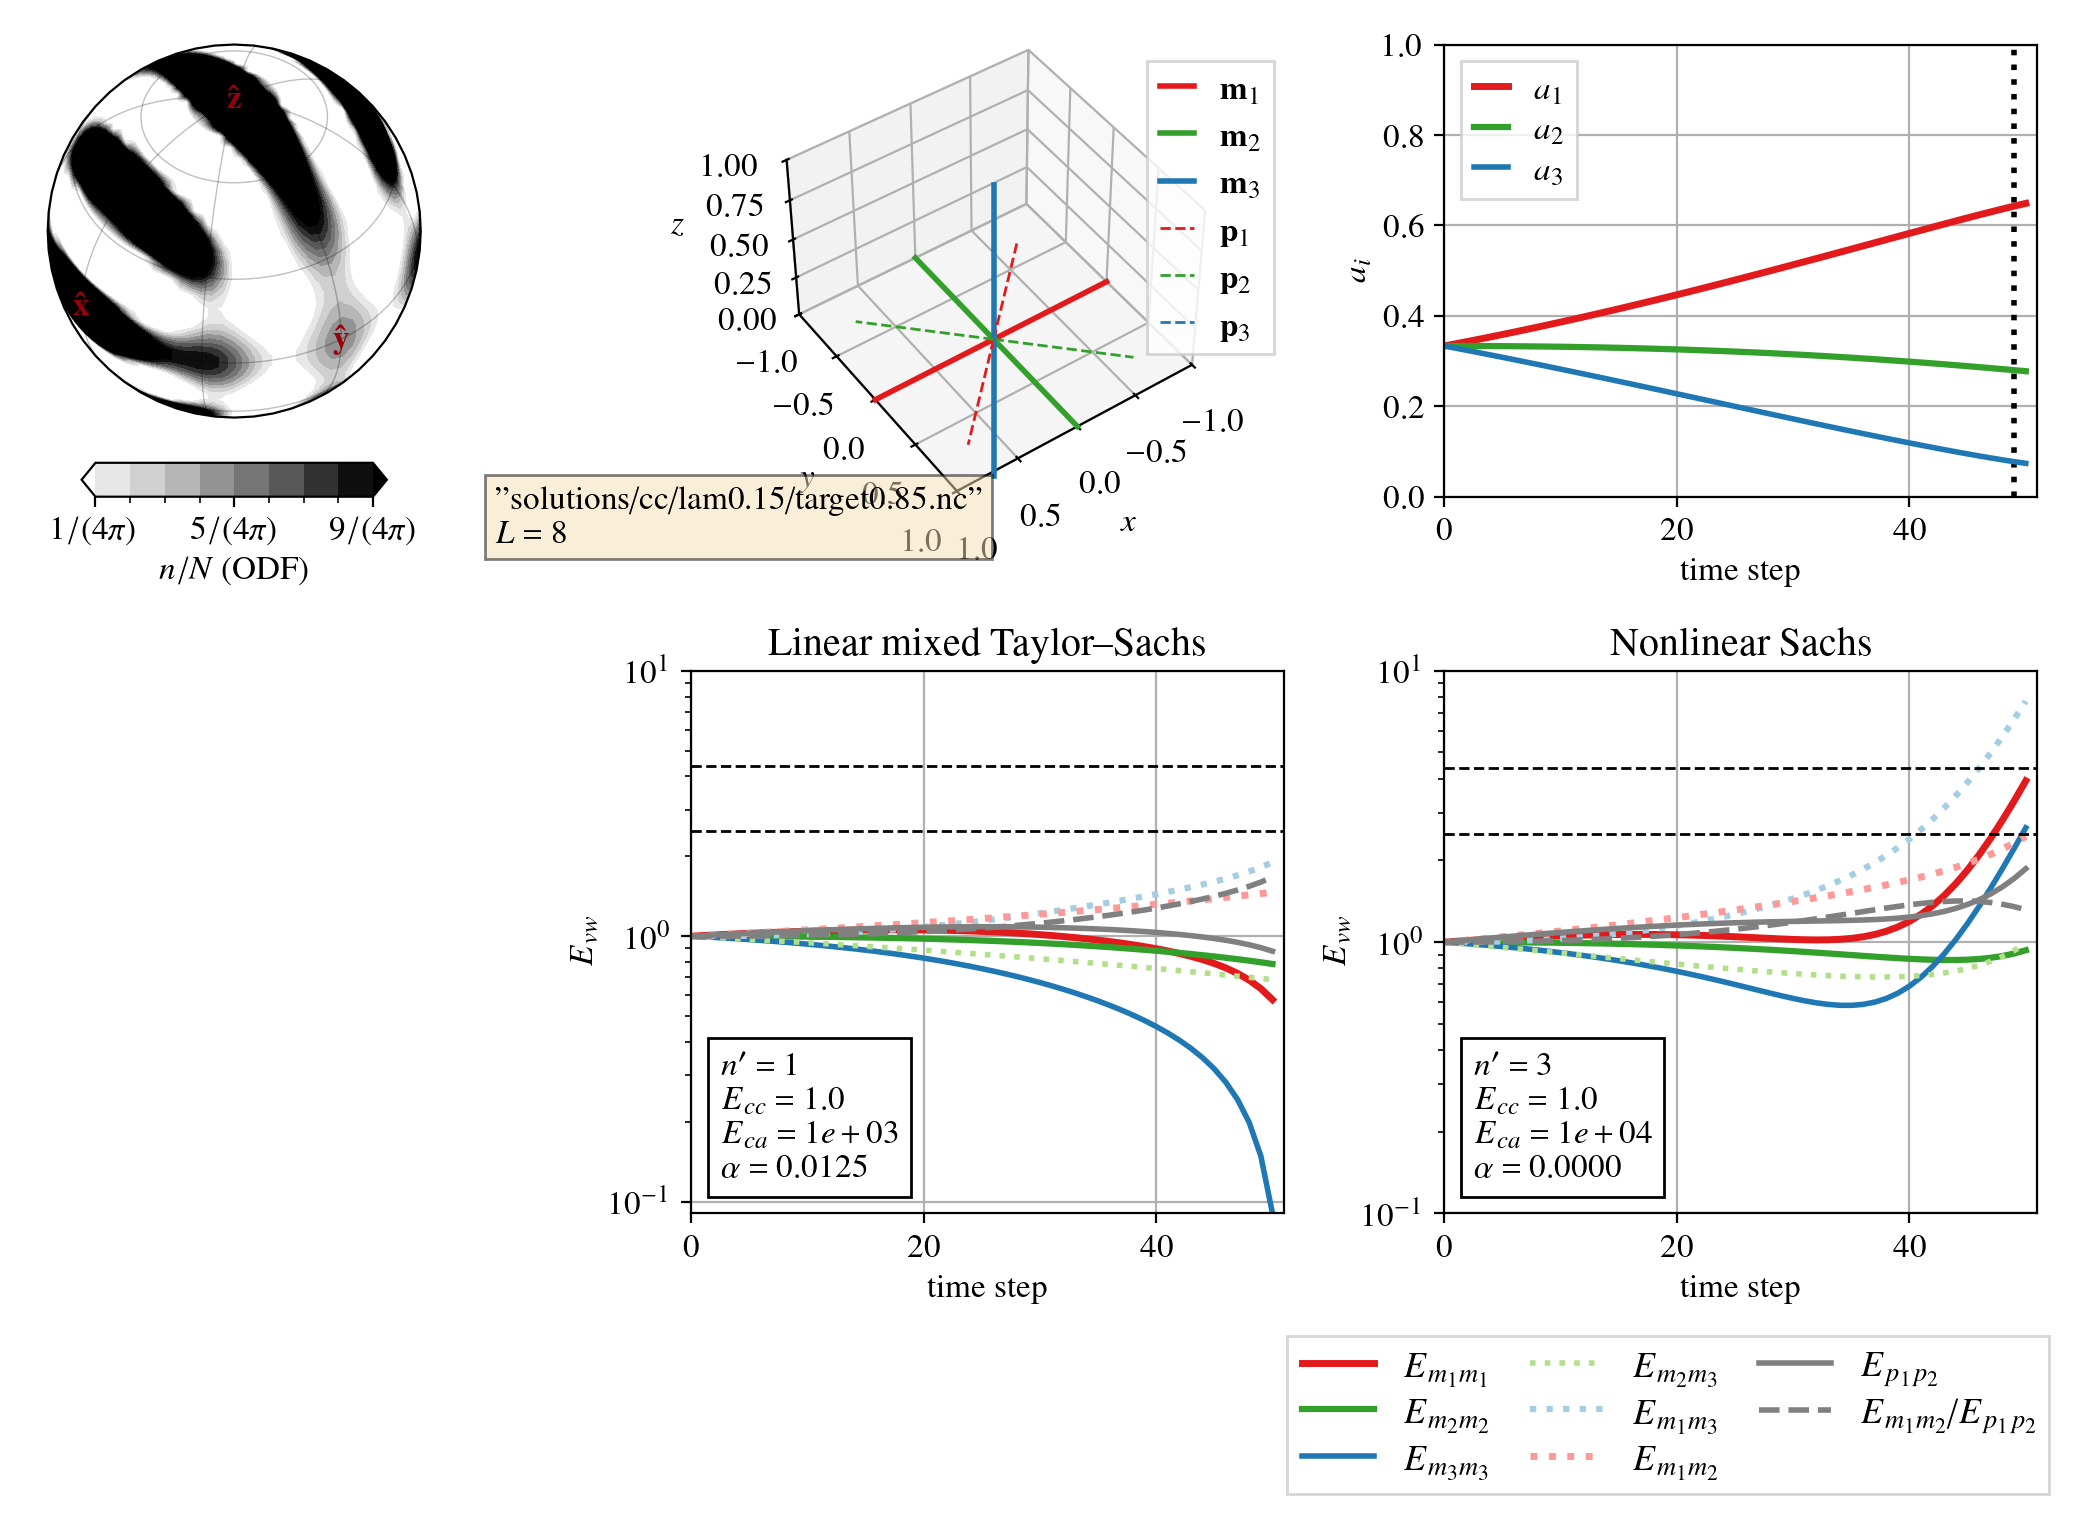 ẑ
x̂
ŷ
1/(4π) 5/(4π) 9/(4π)
n/N (ODF)
z
1.00
0.75
0.50
0.25
0.00
−1.0
−0.5
0.0
0.5
1.0
y
−1.0
−0.5
0.0
0.5
1.0
x
m1
m2
m3
p1
p2
p3
"solutions/cc/lam0.15/target0.85.nc"
L = 8
1.0
0.8
0.6
0.4
0.2
0.0
ai
a1
a2
a3
0 20 40
time step
Linear mixed Taylor–Sachs
10^1
10^0
10^−1
Evw
n′ = 1
Ecc = 1.0
Eca = 1e + 03
α = 0.0125
0 20 40
time step
Nonlinear Sachs
10^1
10^0
10^−1
Evw
n′ = 3
Ecc = 1.0
Eca = 1e + 04
α = 0.0000
0 20 40
time step
Em1m1
Em2m2
Em3m3
Em2m3
Em1m3
Em1m2
Ep1p2
Em1m2/Ep1p2